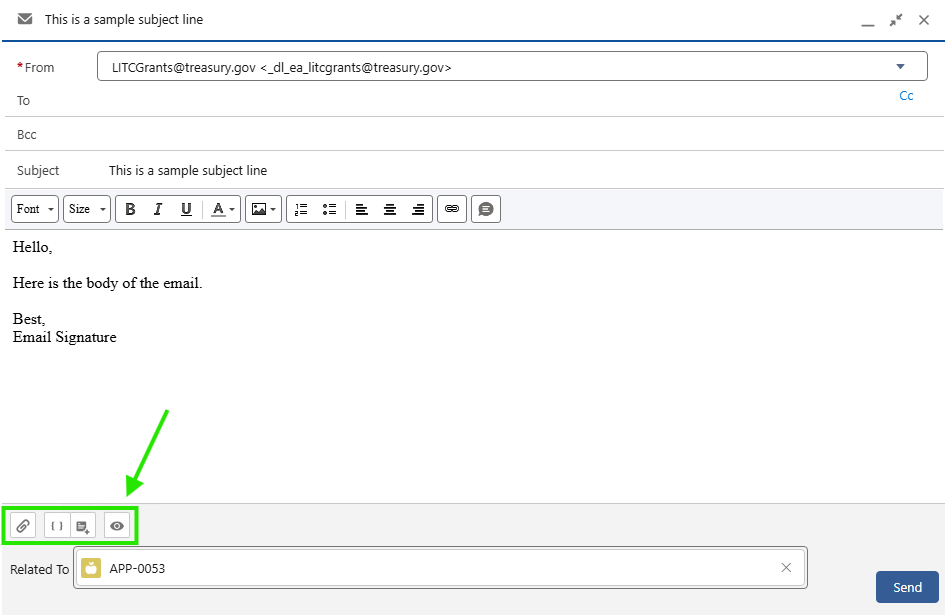 This is a sample subject line
*From LITCGrants@treasury.gov <_dl_ea_litcgrants@treasury.gov>
To Cc
Bcc
Subject This is a sample subject line
Font Size B I U A
Hello,
Here is the body of the email.
Best,
Email Signature
Related To APP-0053
Send